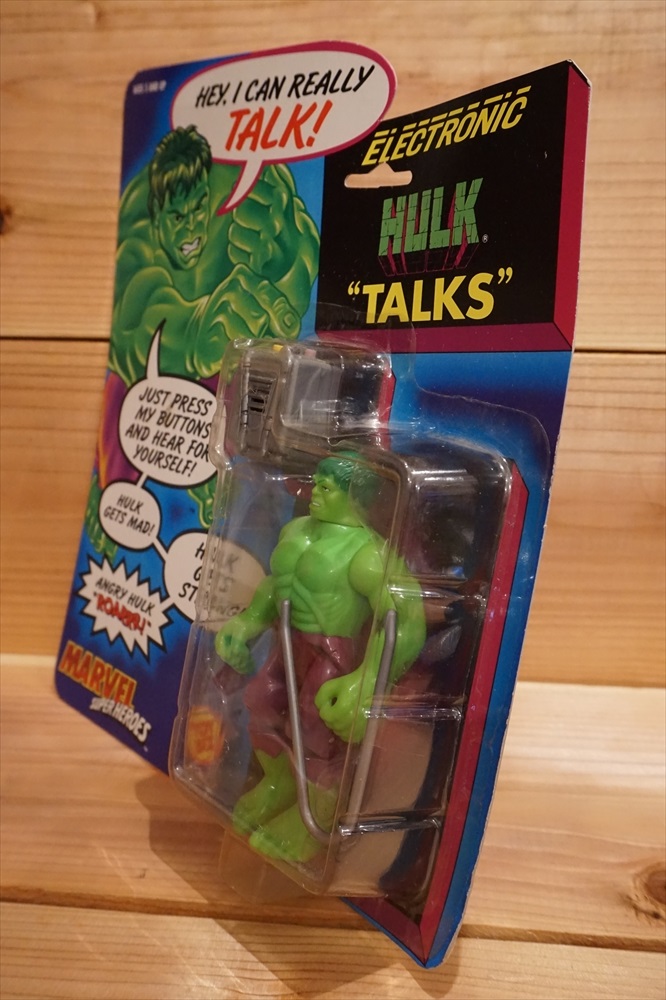 HEY, I CAN REALLY
TALK!
ELECTRONIC
HULK
"TALKS"
JUST PRESS
MY BUTTONS
AND HEAR FOR
YOURSELF!
HULK
GETS MAD!
ANGRY HULK
MARVEL
SUPER HEROES